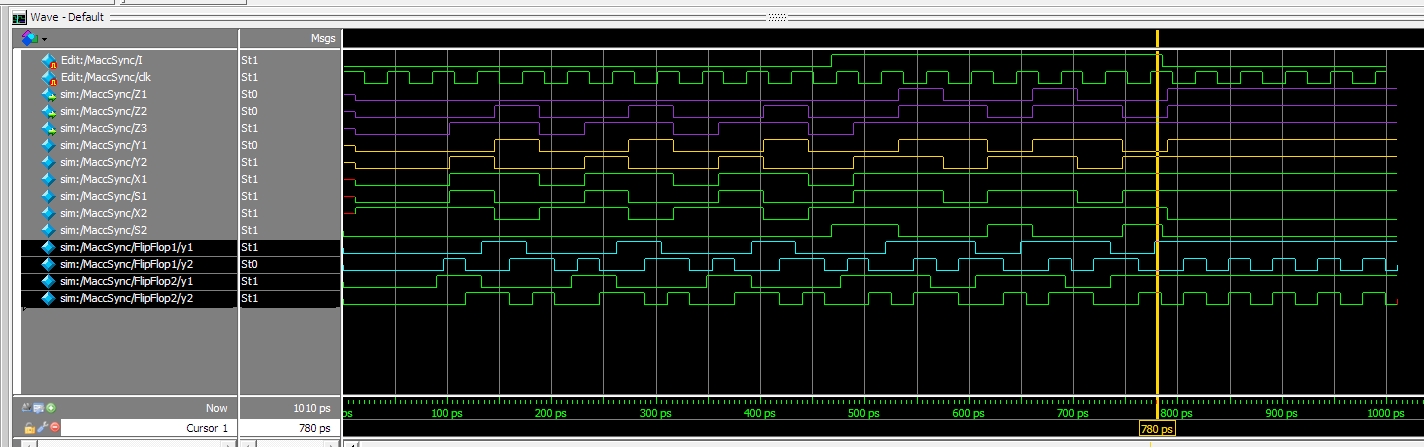 Wave - Default
Msgs
Edit:/MaccSync/I St1
Edit:/MaccSync/clk St1
sim:/MaccSync/Z1 St0
sim:/MaccSync/Z2 St0
sim:/MaccSync/Z3 St1
sim:/MaccSync/Y1 St0
sim:/MaccSync/Y2 St1
sim:/MaccSync/X1 St1
sim:/MaccSync/S1 St1
sim:/MaccSync/X2 St1
sim:/MaccSync/S2 St1
sim:/MaccSync/FlipFlop1/y1 St1
sim:/MaccSync/FlipFlop1/y2 St0
sim:/MaccSync/FlipFlop2/y1 St1
sim:/MaccSync/FlipFlop2/y2 St1
Now 1010 ps ps 100 ps 200 ps 300 ps 400 ps 500 ps 600 ps 700 ps 800 ps 900 ps 1000 ps
Cursor 1 780 ps 780 ps